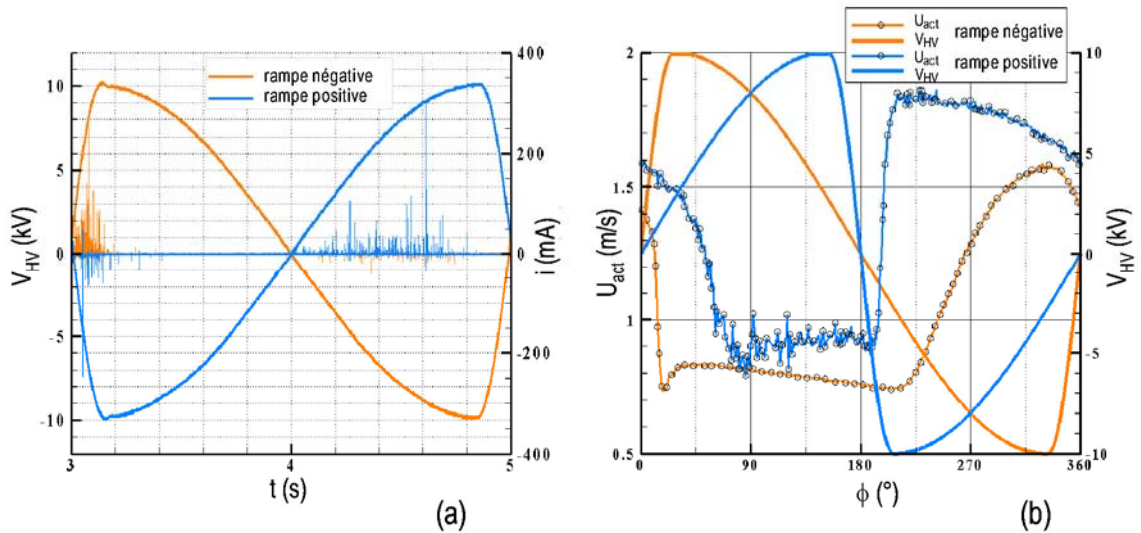 (a)
400
10
200
5
V_HV (kV)
0
0
i (mA)
-5
-200
-10
-400
3
4
5
t (s)
rampe négative
rampe positive
(a)
U_act
V_HV
rampe négative
U_act
V_HV
rampe positive
2
10
1.5
5
U_act (m/s)
0
V_HV (kV)
1
-5
0.5
-10
0
90
180
270
360
ϕ (°)
(b)